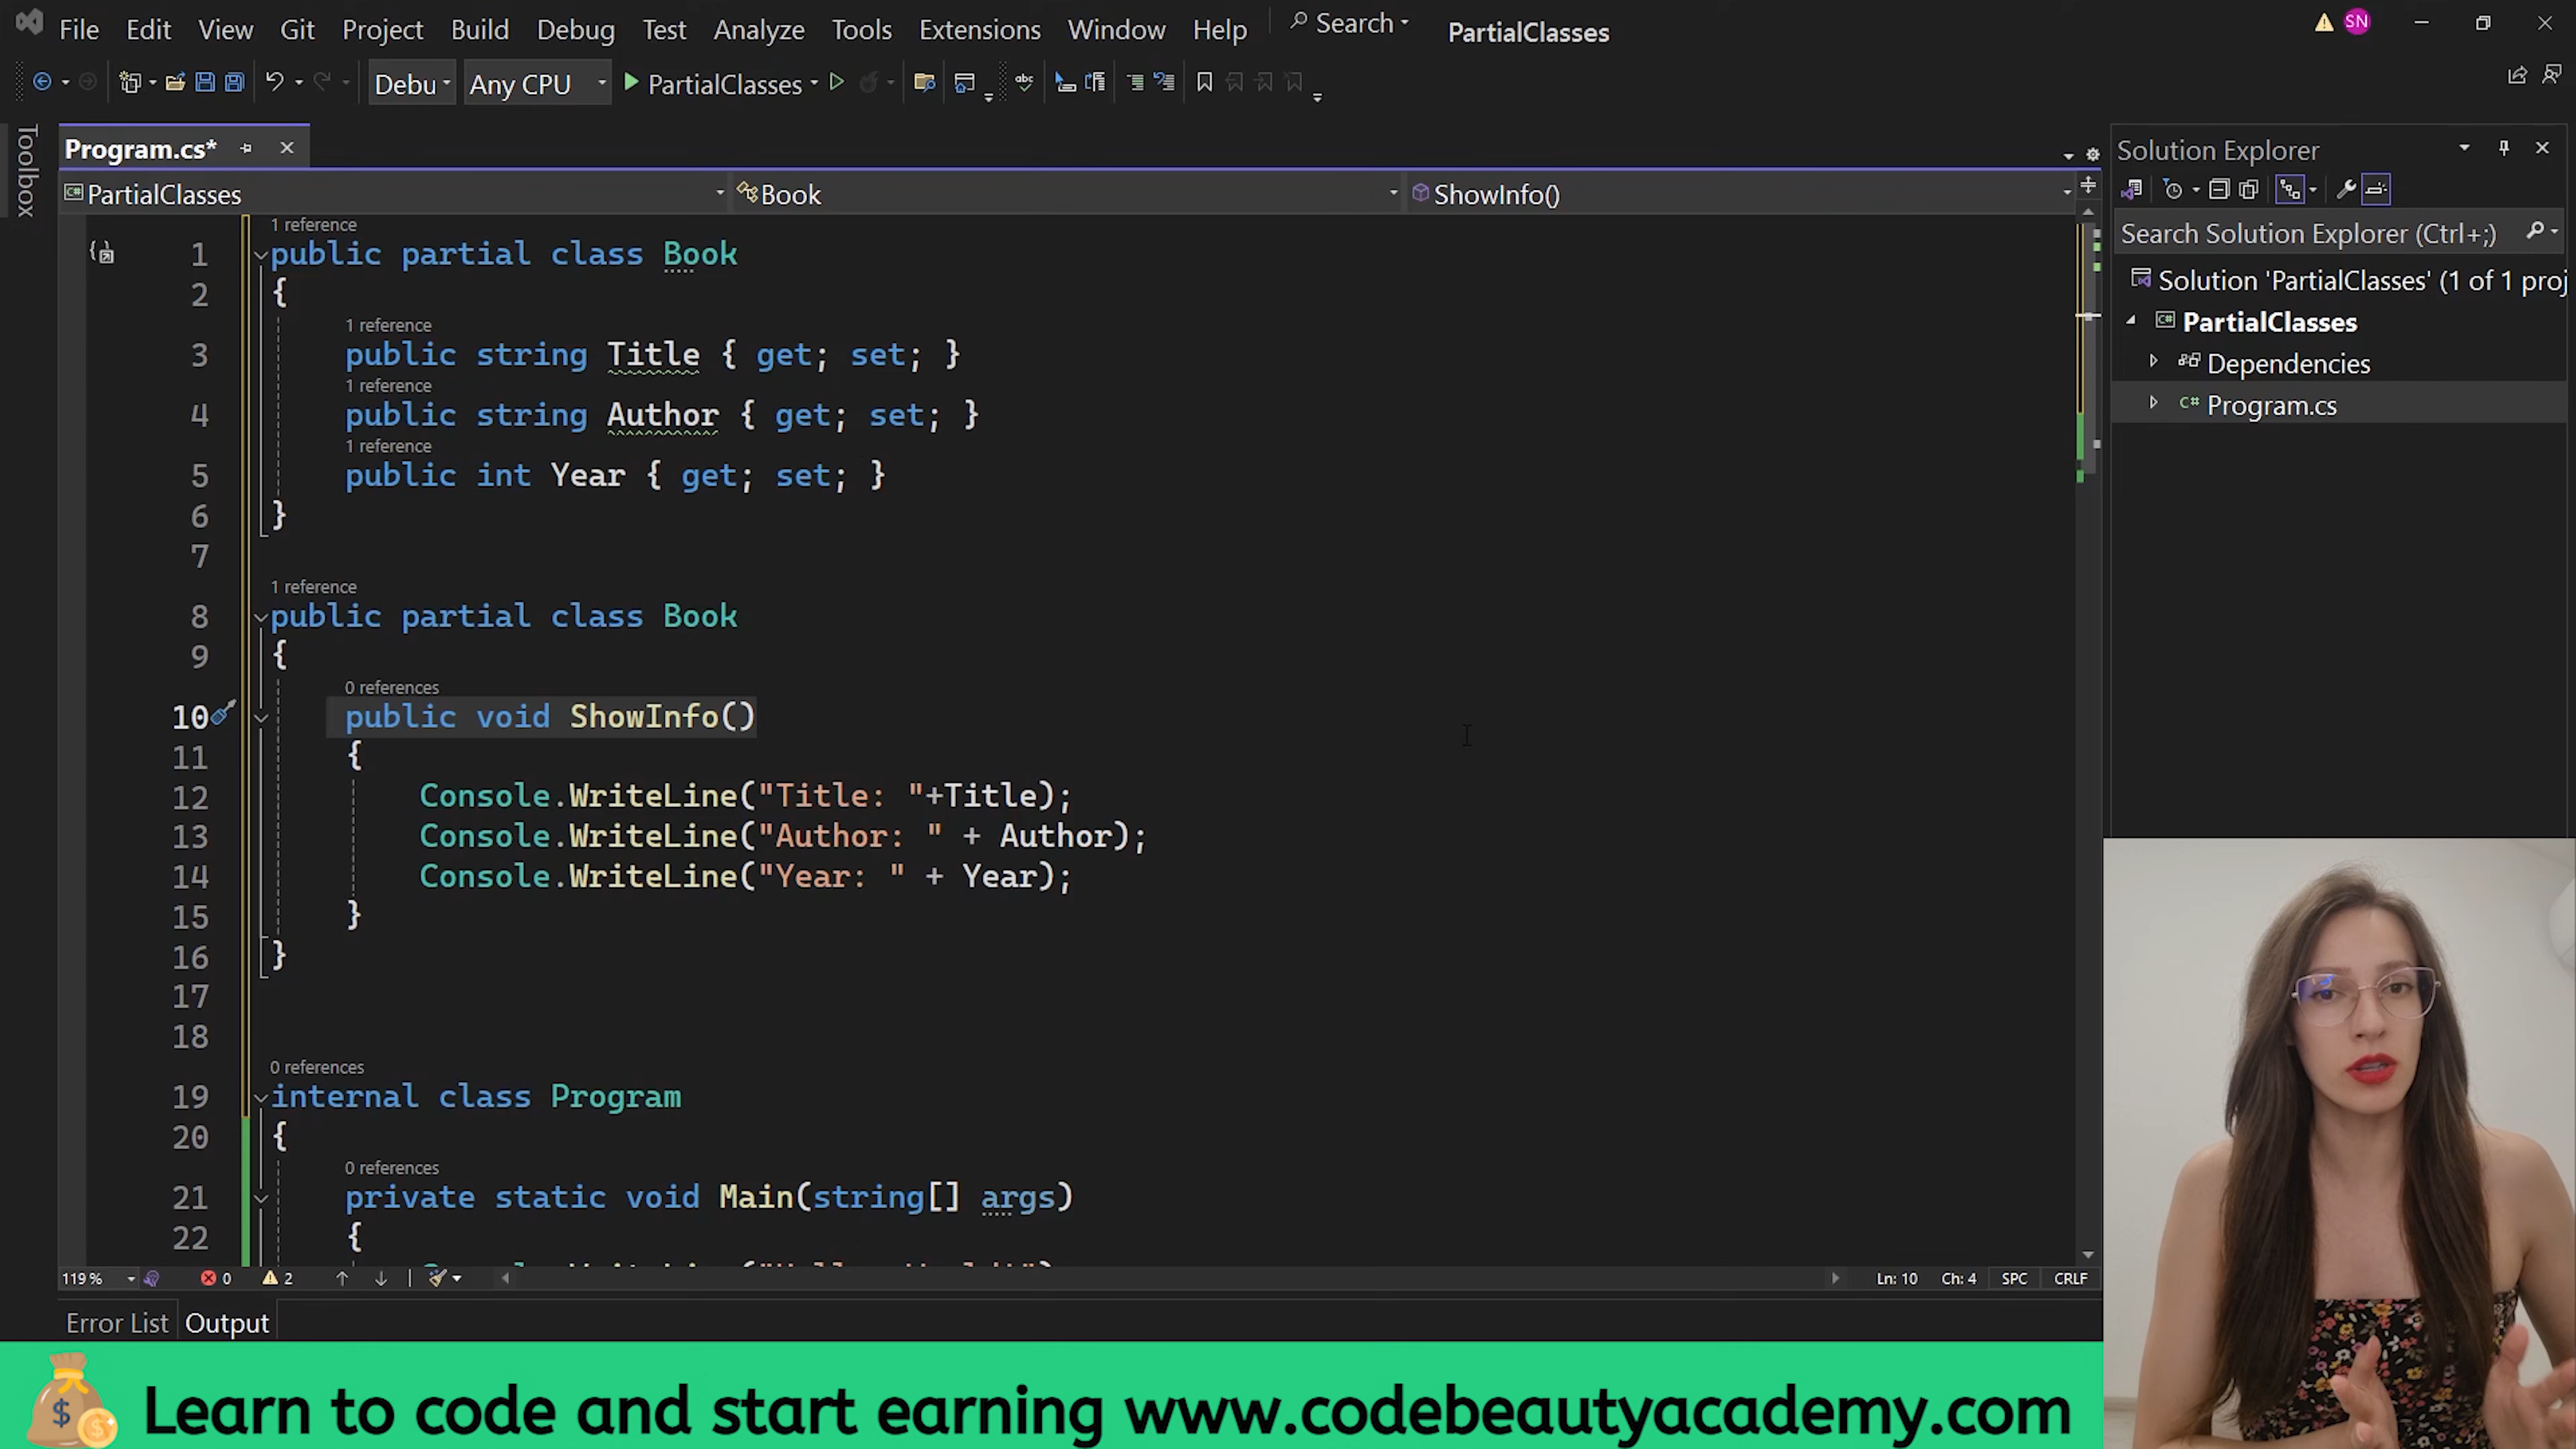 File Edit View Git Project Build Debug Test Analyze Tools Extensions Window Help Search PartialClasses SN
Debu Any CPU PartialClasses
Toolbox
Program.cs*
PartialClasses Book ShowInfo()
1 reference
1 public partial class Book
2 {
1 reference
3 public string Title { get; set; }
1 reference
4 public string Author { get; set; }
1 reference
5 public int Year { get; set; }
6 }
7
1 reference
8 public partial class Book
9 {
0 references
10 public void ShowInfo()
11 {
12 Console.WriteLine("Title: "+Title);
13 Console.WriteLine("Author: " + Author);
14 Console.WriteLine("Year: " + Year);
15 }
16 }
17
18
0 references
19 internal class Program
20 {
0 references
21 private static void Main(string[] args)
22 {
119 % 0 2 Ln: 10 Ch: 4 SPC CRLF
Error List Output
Solution Explorer
Search Solution Explorer (Ctrl+;)
Solution 'PartialClasses' (1 of 1 proj
PartialClasses
Dependencies
C# Program.cs
Learn to code and start earning www.codebeautyacademy.com